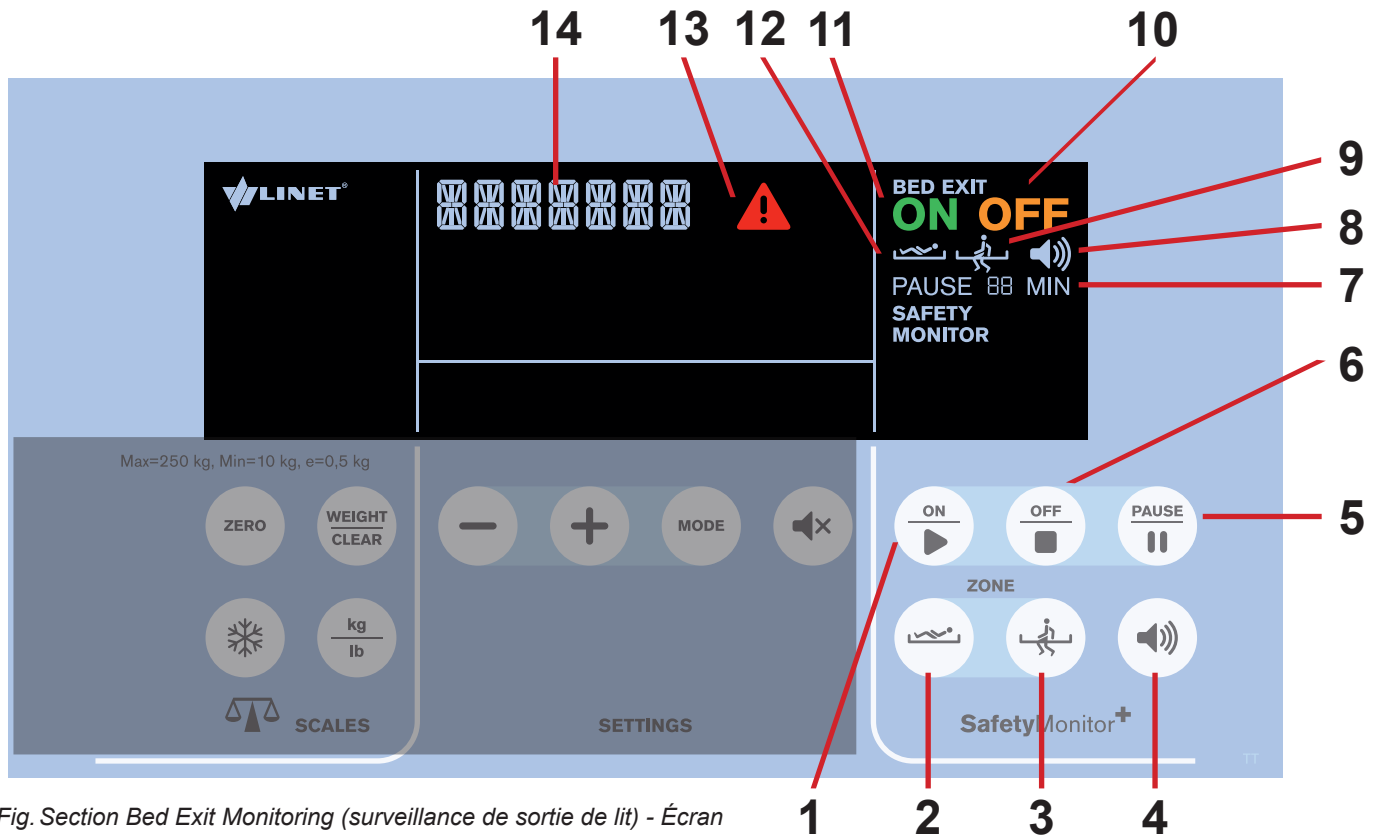 14 13 12 11 10
LINET®
BED EXIT
ON OFF
9
8
PAUSE 88 MIN
7
SAFETY
MONITOR
6
Max=250 kg, Min=10 kg, e=0,5 kg
ZERO
WEIGHT
CLEAR
MODE
ON
OFF
PAUSE
5
ZONE
kg
lb
SCALES
SETTINGS
SafetyMonitor+
TT
Fig. Section Bed Exit Monitoring (surveillance de sortie de lit) - Écran
1 2 3 4